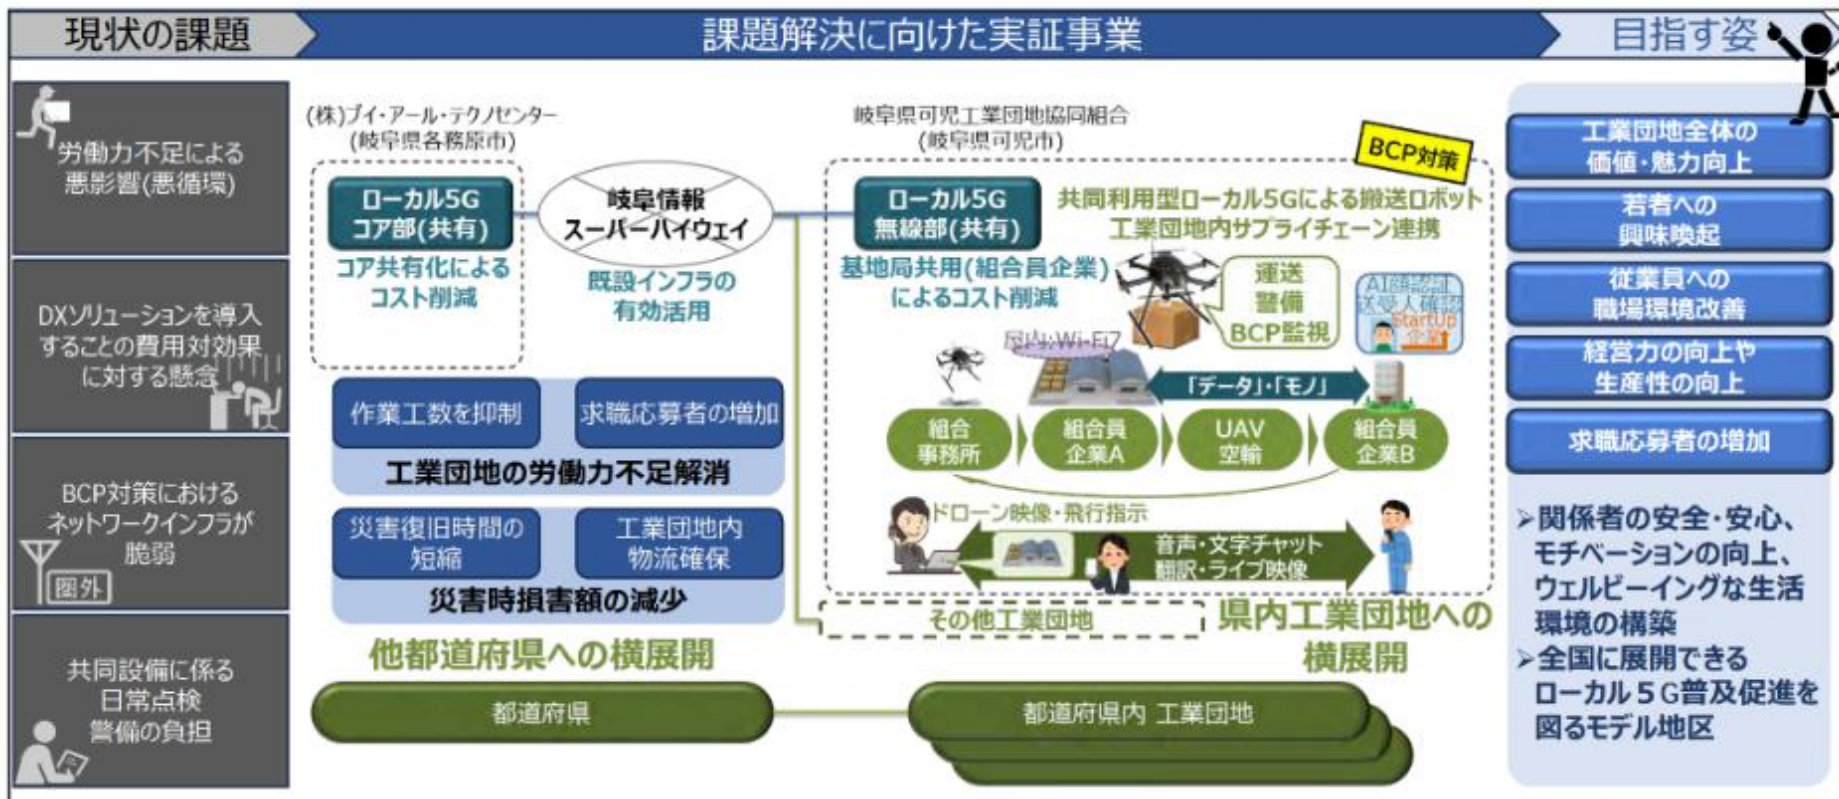 現状の課題
課題解決に向けた実証事業
目指す姿
労働力不足による
悪影響(悪循環)
DXソリューションを導入
することの費用対効果
に対する懸念
BCP対策における
ネットワークインフラが
脆弱
圏外
共同設備に係る
日常点検
警備の負担
(株)ブイ・アール・テクノセンター
(岐阜県各務原市)
ローカル5G
コア部(共有)
コア共有化による
コスト削減
岐阜情報
スーパーハイウェイ
既設インフラの
有効活用
作業工数を抑制
求職応募者の増加
工業団地の労働力不足解消
災害復旧時間の
短縮
工業団地内
物流確保
災害時損害額の減少
他都道府県への横展開
都道府県
岐阜県可児工業団地協同組合
(岐阜県可児市)
BCP対策
ローカル5G
無線部(共有)
基地局共用(組合員企業)
によるコスト削減
共同利用型ローカル5Gによる搬送ロボット
工業団地内サプライチェーン連携
運送
警備
BCP監視
AI顔認証
送受人確認
StartUp
企業
屋内:Wi-Fi7
「データ」・「モノ」
組合
事務所
組合員
企業A
UAV
空輸
組合員
企業B
ドローン映像・飛行指示
音声・文字チャット
翻訳・ライブ映像
その他工業団地
県内工業団地への
横展開
都道府県内 工業団地
工業団地全体の
価値・魅力向上
若者への
興味喚起
従業員への
職場環境改善
経営力の向上や
生産性の向上
求職応募者の増加
➢関係者の安全・安心、
モチベーションの向上、
ウェルビーイングな生活
環境の構築
➢全国に展開できる
ローカル５G普及促進を
図るモデル地区